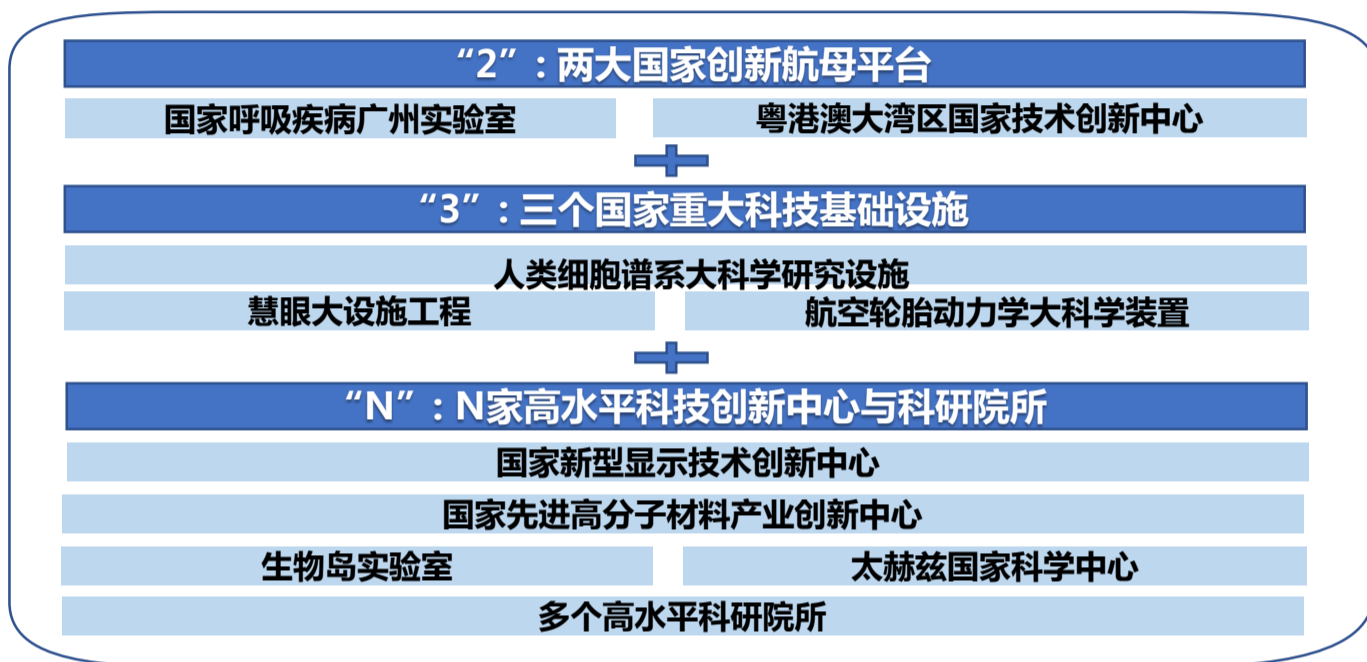 “2”：两大国家创新航母平台
国家呼吸疾病广州实验室
粤港澳大湾区国家技术创新中心
“3”：三个国家重大科技基础设施
人类细胞谱系大科学研究设施
慧眼大设施工程
航空轮胎动力学大科学装置
“N”：N家高水平科技创新中心与科研院所
国家新型显示技术创新中心
国家先进高分子材料产业创新中心
生物岛实验室
太赫兹国家科学中心
多个高水平科研院所